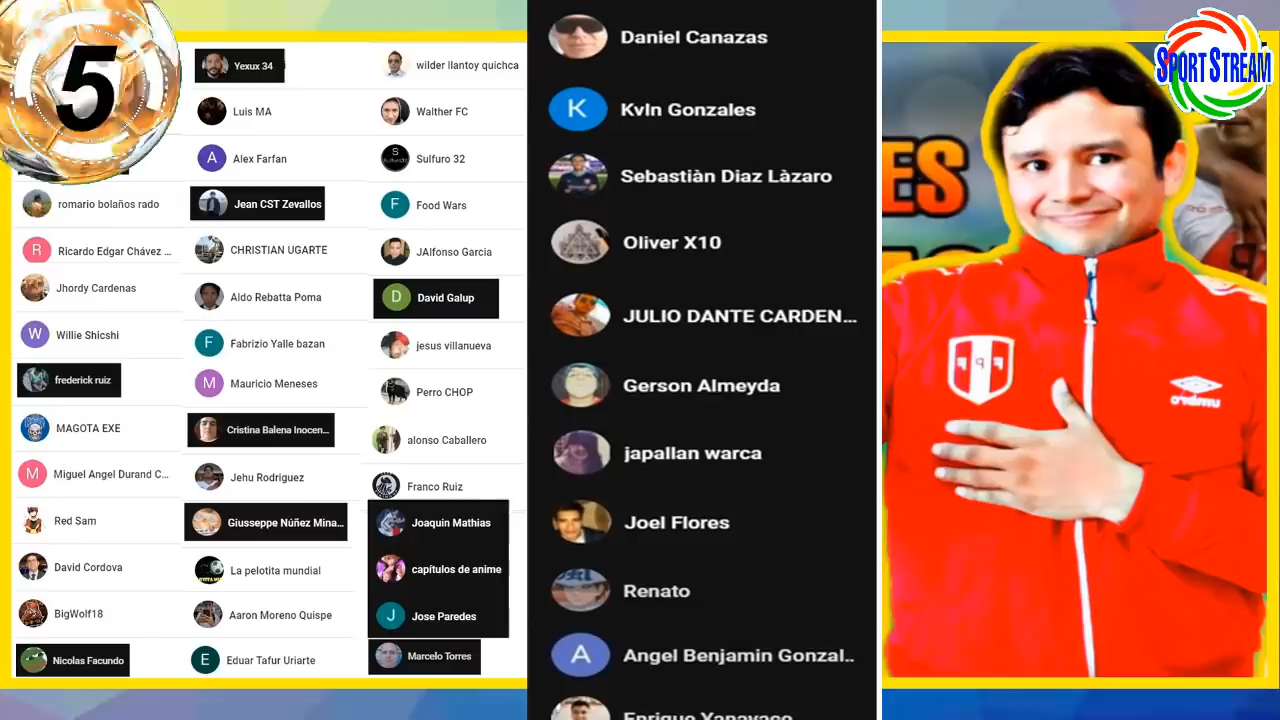 5
romario bolaños rado
Ricardo Edgar Chávez ...
R
Jhordy Cardenas
W
Willie Shicshi
frederick ruiz
MAGOTA EXE
M
Miguel Angel Durand C...
Red Sam
David Cordova
BigWolf18
Nicolas Facundo
Yexux 34
Luis MA
A
Alex Farfan
Jean CST Zevallos
CHRISTIAN UGARTE
Aldo Rebatta Poma
F
Fabrizio Yalle bazan
M
Mauricio Meneses
Cristina Balena Inocen...
Jehu Rodriguez
Giusseppe Núñez Mina...
La pelotita mundial
Aaron Moreno Quispe
E
Eduar Tafur Uriarte
wilder llantoy quichca
Walther FC
S
Sulfuro 32
F
Food Wars
JAlfonso Garcia
D
David Galup
jesus villanueva
Perro CHOP
alonso Caballero
Franco Ruiz
Joaquin Mathias
capítulos de anime
J
Jose Paredes
Marcelo Torres
Daniel Canazas
K
Kvln Gonzales
Sebastiàn Diaz Làzaro
Oliver X10
JULIO DANTE CARDEN...
Gerson Almeyda
japallan warca
Joel Flores
Renato
A
Angel Benjamin Gonzal..
Enrique Yanayaco
SPORT STREAM
ES
umbro